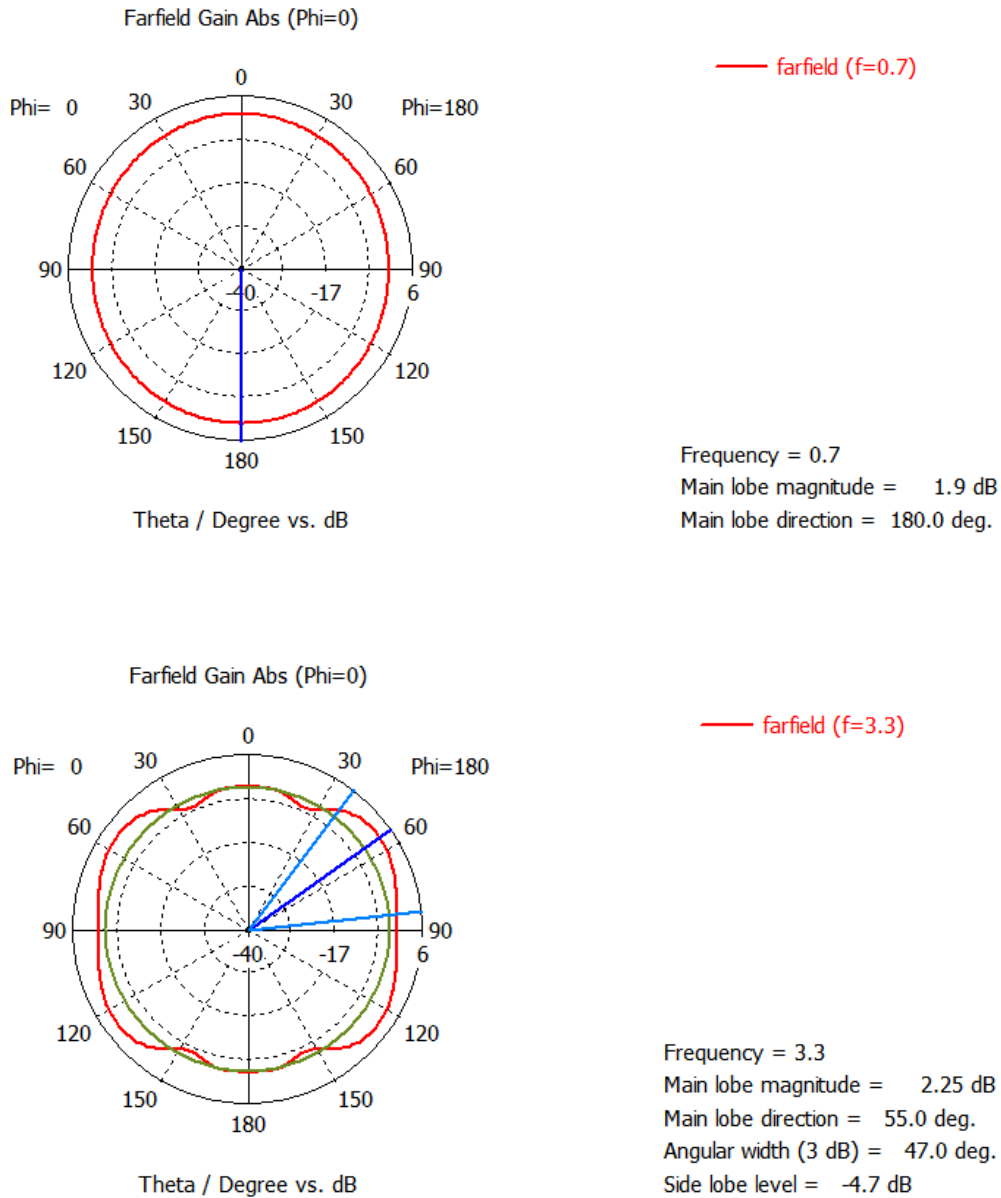 Farfield Gain Abs (Phi=0)
farfield (f=0.7)
0
Phi= 0 30 30 Phi=180
60 60
90 -40 -17 6 90
120 120
150 150
180
Theta / Degree vs. dB
Frequency = 0.7
Main lobe magnitude = 1.9 dB
Main lobe direction = 180.0 deg.
Farfield Gain Abs (Phi=0)
farfield (f=3.3)
0
Phi= 0 30 30 Phi=180
60 60
90 -40 -17 6 90
120 120
150 150
180
Theta / Degree vs. dB
Frequency = 3.3
Main lobe magnitude = 2.25 dB
Main lobe direction = 55.0 deg.
Angular width (3 dB) = 47.0 deg.
Side lobe level = -4.7 dB